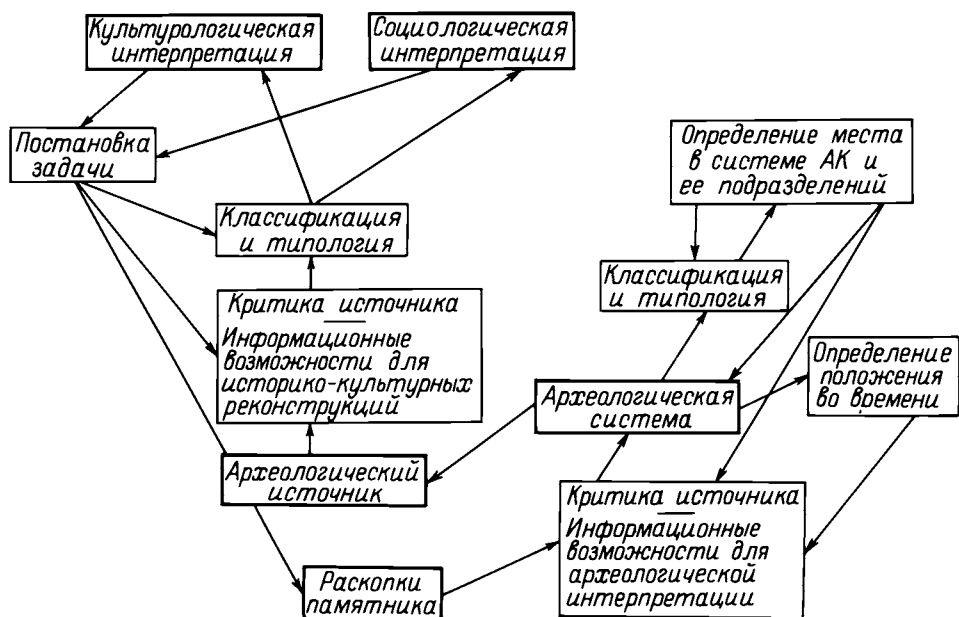 Культурологическая
интерпретация
Социологическая
интерпретация
Постановка
задачи
Определение места
в системе АК и
ее подразделений
Классификация
и типология
Классификация
и типология
Критика источника
Информационные
возможности для
историко-культурных
реконструкций
Определение
положения
во времени
Археологическая
система
Археологический
источник
Критика источника
Информационные
возможности для
археологической
интерпретации
Раскопки
памятника